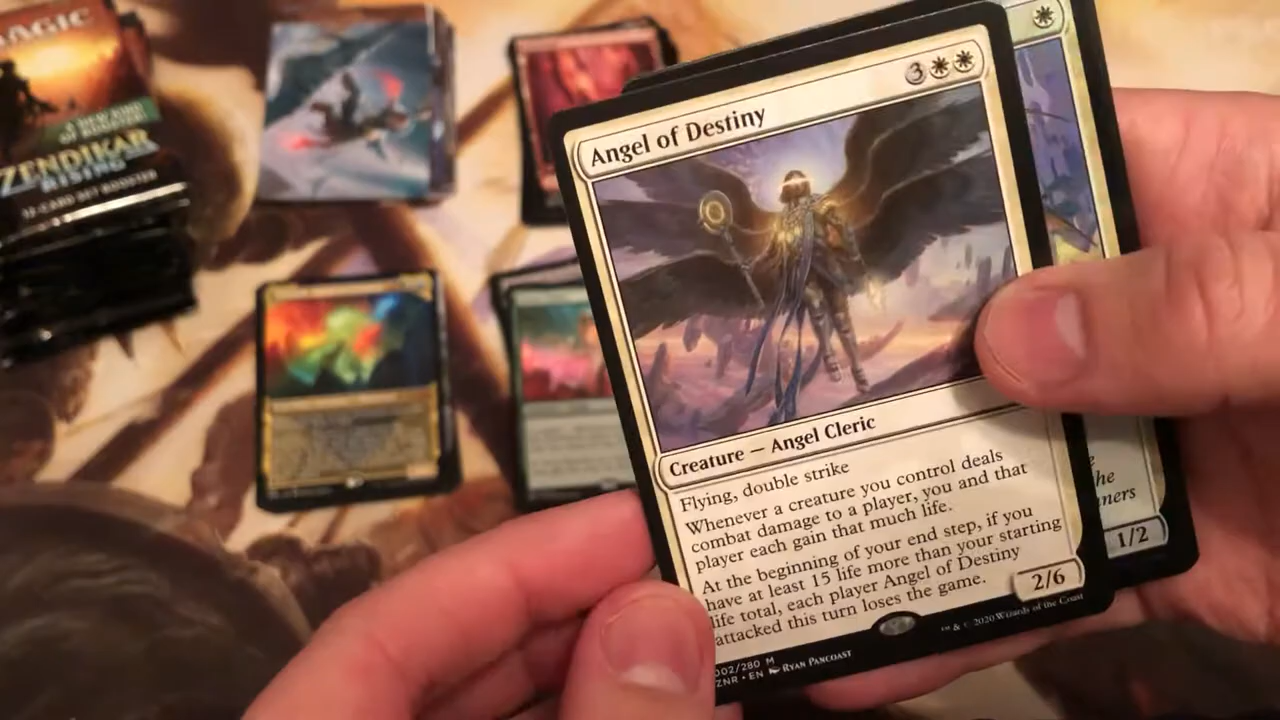 MAGIC
ZENDIKAR
RISING
12-CARD SET BOOSTER
Angel of Destiny
3
Creature — Angel Cleric
Flying, double strike
Whenever a creature you control deals
combat damage to a player, you and that
player each gain that much life.
At the beginning of your end step, if you
have at least 15 life more than your starting
life total, each player Angel of Destiny
attacked this turn loses the game.
2/6
002/280 M
ZNR • EN RYAN PANCOAST
™ & © 2020 Wizards of the Coast
he
1/2